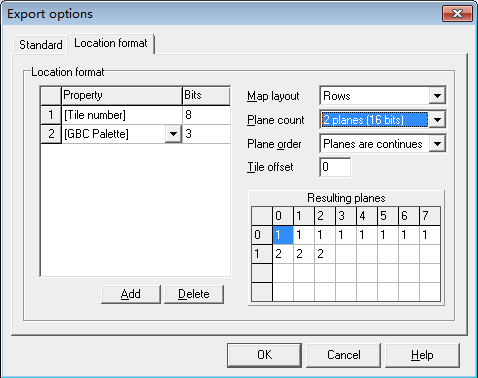 Export options
Standard Location format
Location format
Property Bits
1 [Tile number] 8
2 [GBC Palette] 3
Add Delete
Map layout Rows
Plane count 2 planes (16 bits)
Plane order Planes are continues
Tile offset 0
Resulting planes
0 1 2 3 4 5 6 7
0 1 1 1 1 1 1 1 1
1 2 2 2
OK Cancel Help